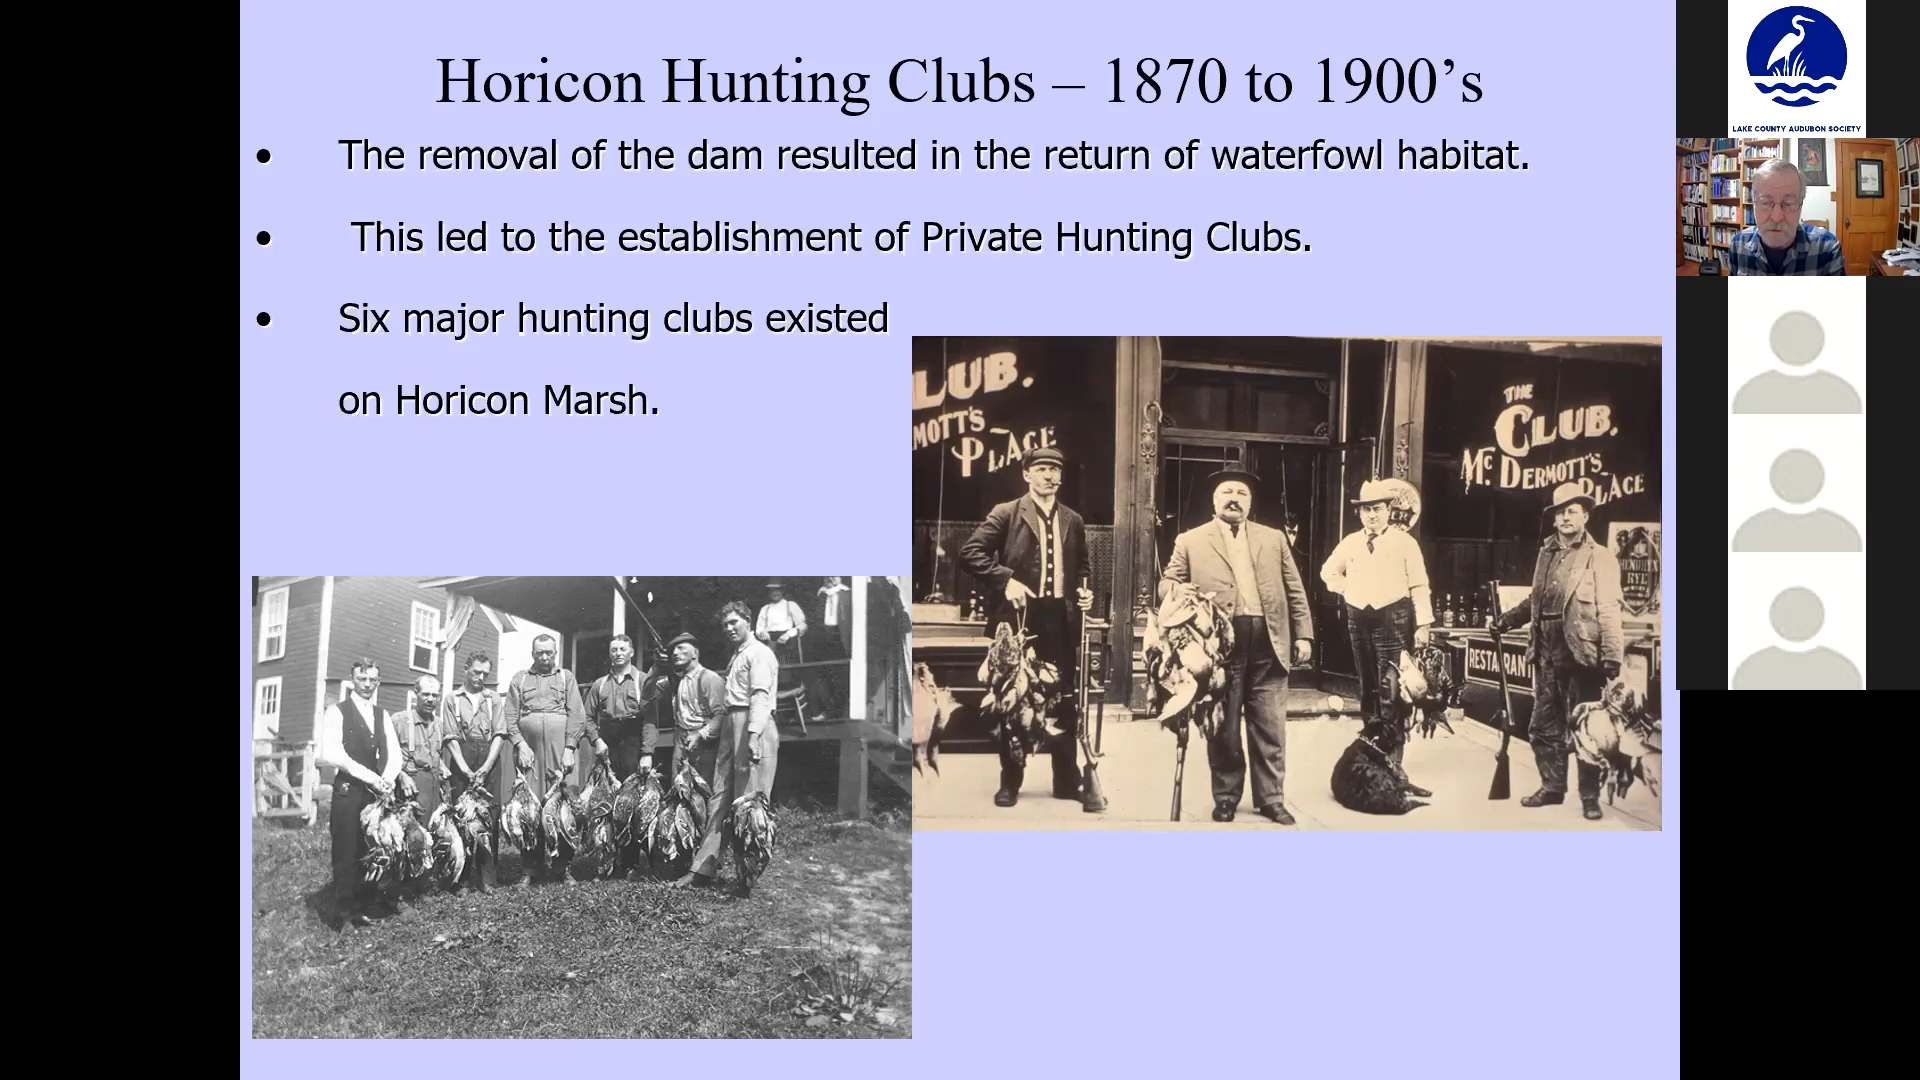 Horicon Hunting Clubs – 1870 to 1900's
• The removal of the dam resulted in the return of waterfowl habitat.
• This led to the establishment of Private Hunting Clubs.
• Six major hunting clubs existed
on Horicon Marsh.
LUB.
MOTT'S
PLACE
THE
CLUB.
Mc DERMOTT'S
PLACE
RESTAURANT
RYE
LAKE COUNTY AUDUBON SOCIETY